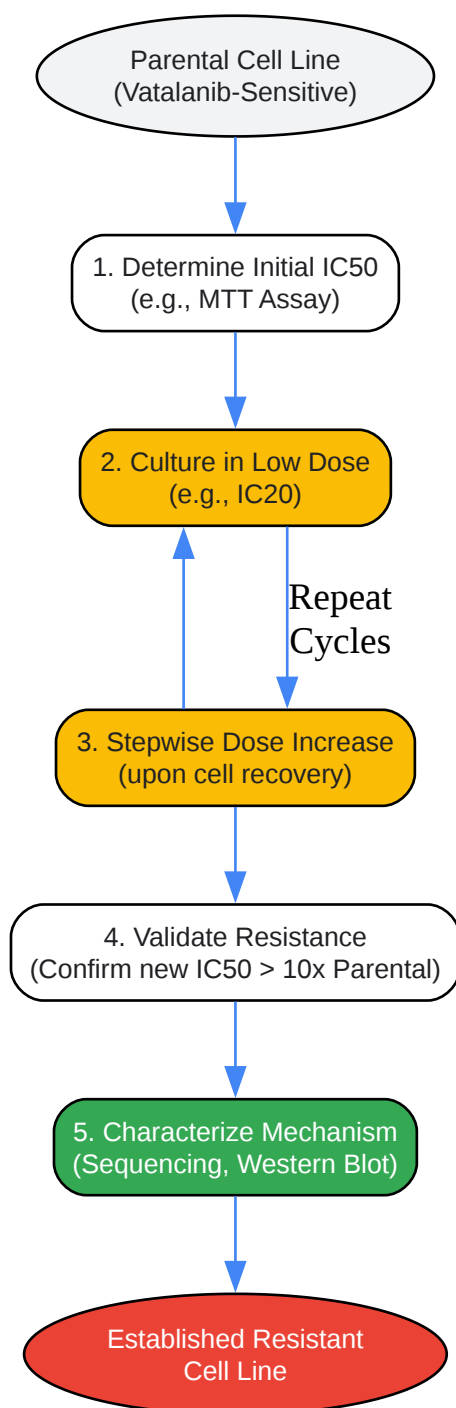 Parental Cell Line
(Vatalanib-Sensitive)
1. Determine Initial IC50
(e.g., MTT Assay)
2. Culture in Low Dose
(e.g., IC20)
Repeat
Cycles
3. Stepwise Dose Increase
(upon cell recovery)
4. Validate Resistance
(Confirm new IC50 > 10x Parental)
5. Characterize Mechanism
(Sequencing, Western Blot)
Established Resistant
Cell Line